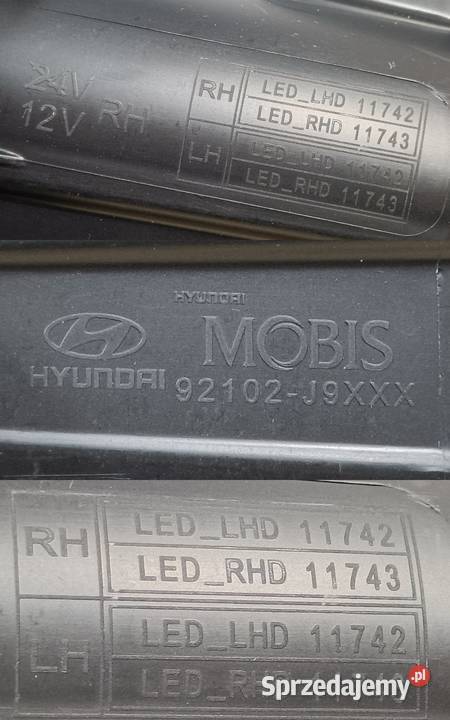 24V
12V RH
RH LED_LHD 11742
LED_RHD 11743
LH LED_LHD 11742
LED_RHD 11743
HYUNDAI
MOBIS
HYUNDAI 92102-J9XXX
RH LED_LHD 11742
LED_RHD 11743
LH LED_LHD 11742
LED_RHD
Sprzedajemy.pl